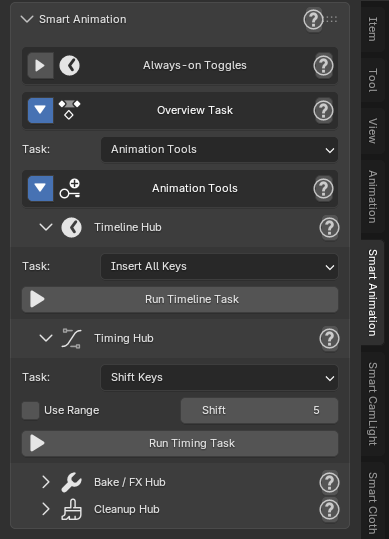 Smart Animation
Always-on Toggles
Overview Task
Task: Animation Tools
Animation Tools
Timeline Hub
Task: Insert All Keys
Run Timeline Task
Timing Hub
Task: Shift Keys
Use Range Shift 5
Run Timing Task
Bake / FX Hub
Cleanup Hub
Item
Tool
View
Animation
Smart Animation
Smart CamLight
Smart Cloth